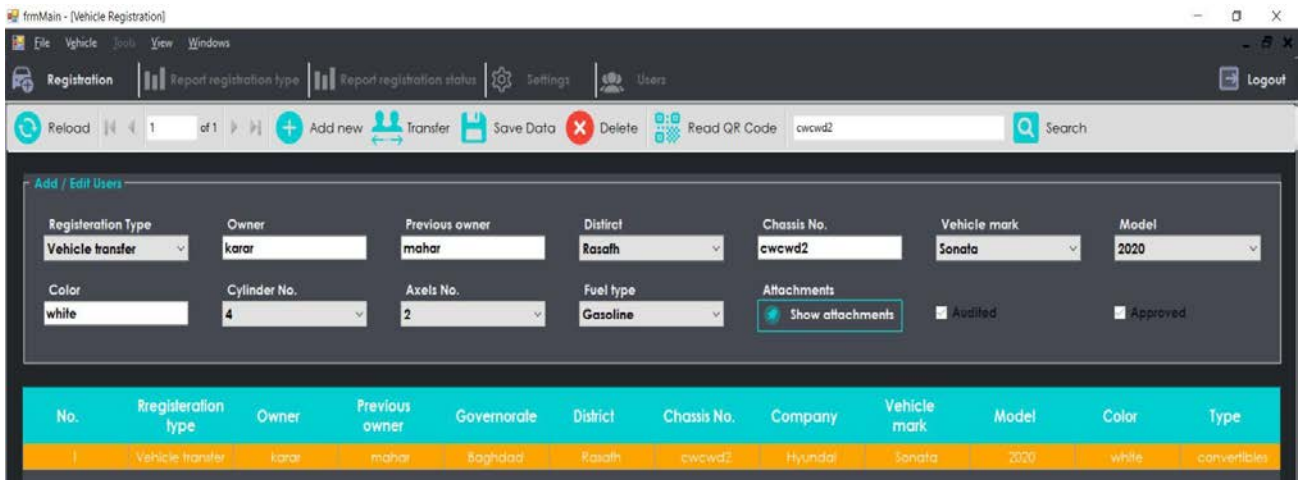 frmMain - [Vehicle Registration]
File Vehicle Tools View Windows
Registration Report registration type Report registration status Settings Users Logout
Reload 1 of 1 Add new Transfer Save Data Delete Read QR Code cwcwd2 Search
Add / Edit Users
Registeration Type Owner Previous owner Distirct Chassis No. Vehicle mark Model
Vehicle transfer karar mahar Rasafh cwcwd2 Sonata 2020
Color Cylinder No. Axels No. Fuel type Attachments
white 4 2 Gasoline Show attachments Audited Approved
No. Rregisteration type Owner Previous owner Governorate District Chassis No. Company Vehicle mark Model Color Type
1 Vehicle transfer karar mahar Baghdad Rasafh cwcwd2 Hyundai Sonata 2020 white convertibles